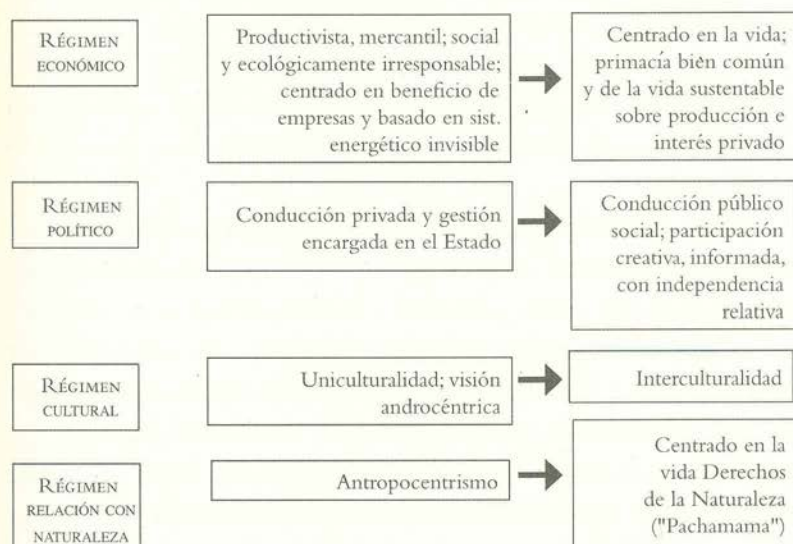 RÉGIMEN
ECONÓMICO
Productivista, mercantil; social
y ecológicamente irresponsable;
centrado en beneficio de
empresas y basado en sist.
energético invisible
Centrado en la vida;
primacía bien común
y de la vida sustentable
sobre producción e
interés privado
RÉGIMEN
POLÍTICO
Conducción privada y gestión
encargada en el Estado
Conducción público
social; participación
creativa, informada,
con independencia
relativa
RÉGIMEN
CULTURAL
Uniculturalidad; visión
androcéntrica
Interculturalidad
RÉGIMEN
RELACIÓN CON
NATURALEZA
Antropocentrismo
Centrado en la
vida Derechos
de la Naturaleza
("Pachamama")